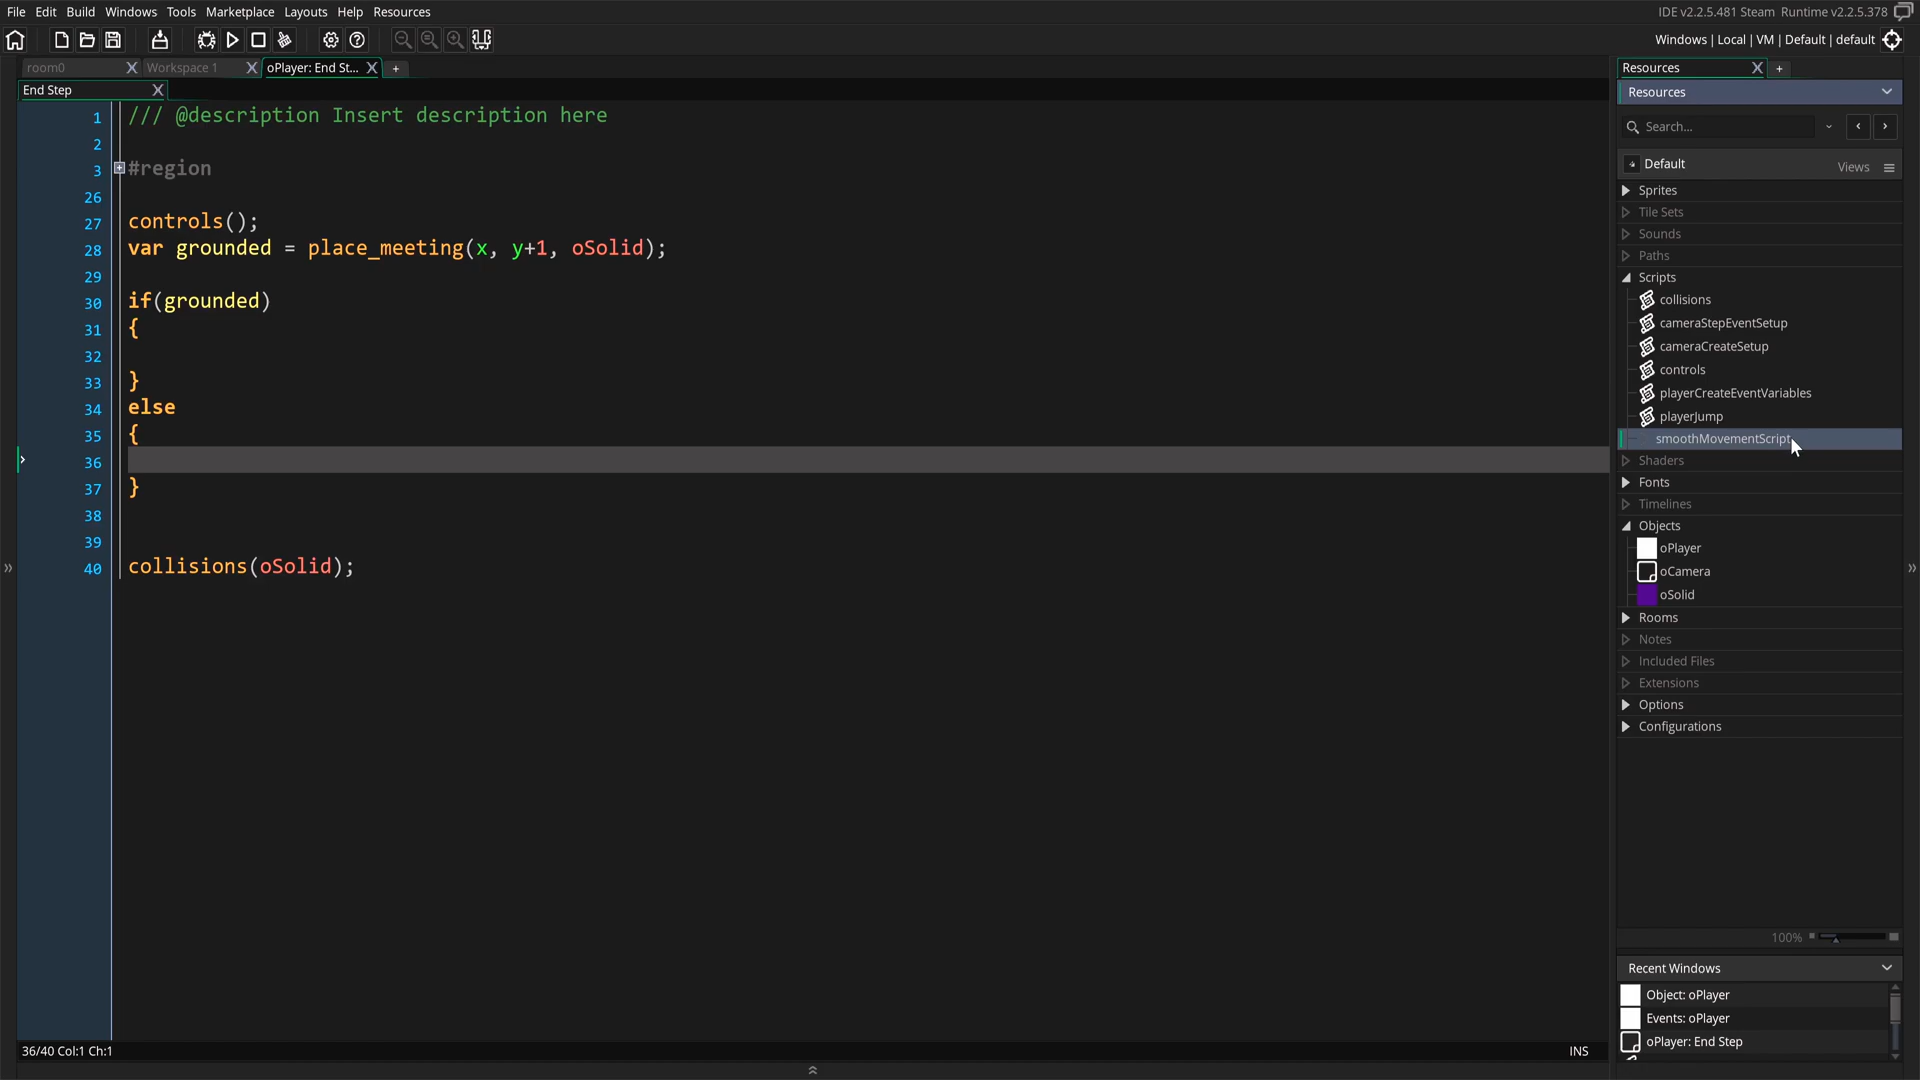 File Edit Build Windows Tools Marketplace Layouts Help Resources
IDE v2.2.5.481 Steam Runtime v2.2.5.378
Windows | Local | VM | Default | default
room0
Workspace 1
oPlayer: End St...
End Step
1 /// @description Insert description here
2
3 #region
26
27 controls();
28 var grounded = place_meeting(x, y+1, oSolid);
29
30 if(grounded)
31 {
32
33 }
34 else
35 {
36
37 }
38
39
40 collisions(oSolid);
36/40 Col:1 Ch:1
INS
Resources
Resources
Search...
Default
Views
Sprites
Tile Sets
Sounds
Paths
Scripts
collisions
cameraStepEventSetup
cameraCreateSetup
controls
playerCreateEventVariables
playerJump
smoothMovementScript
Shaders
Fonts
Timelines
Objects
oPlayer
oCamera
oSolid
Rooms
Notes
Included Files
Extensions
Options
Configurations
100%
Recent Windows
Object: oPlayer
Events: oPlayer
oPlayer: End Step